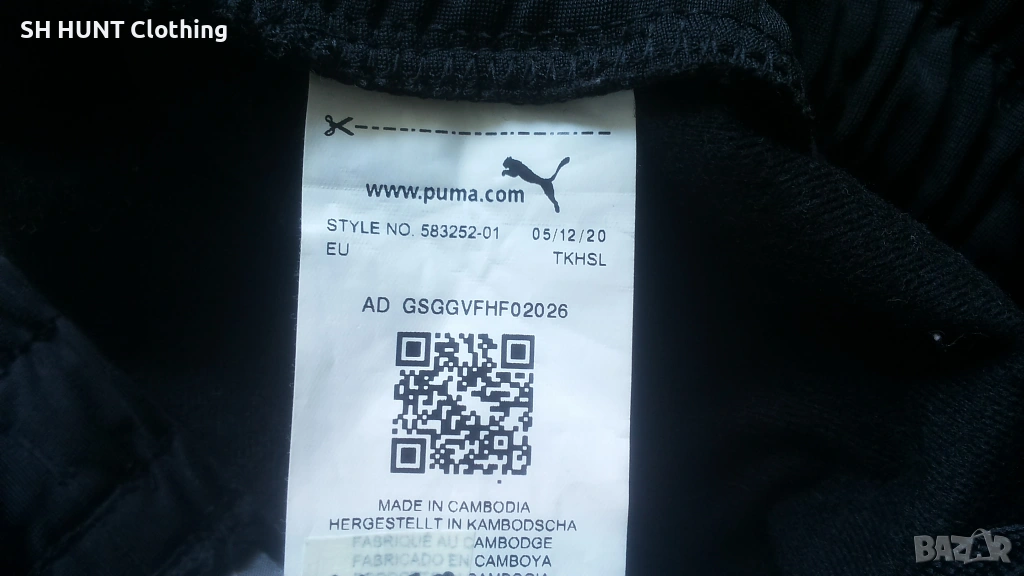 SH HUNT Clothing
www.puma.com
STYLE NO. 583252-01 05/12/20
EU TKHSL
AD GSGGVFHF02026
MADE IN CAMBODIA
HERGESTELLT IN KAMBODSCHA
FABRIQUÉ AU CAMBODGE
FABRICADO EN CAMBOYA
BAZAR